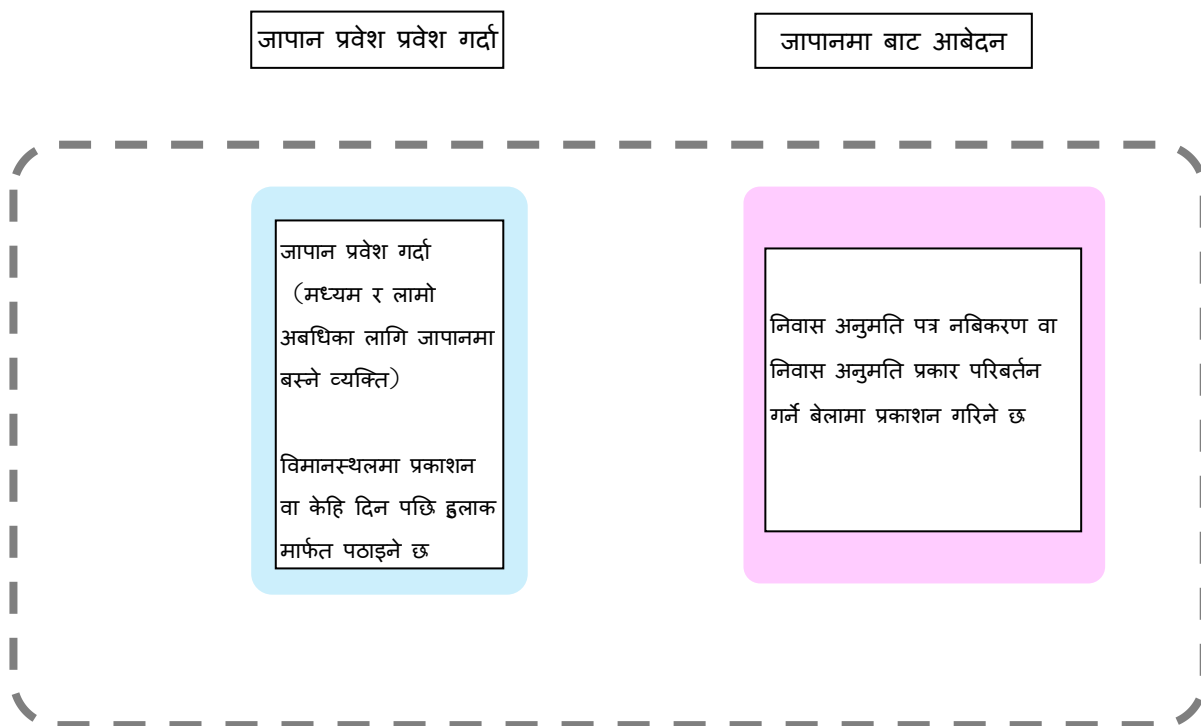 जापान प्रवेश प्रवेश गर्दा
जापानमा बाट आबेदन
जापान प्रवेश गर्दा
（मध्यम र लामो
अबधिका लागि जापानमा
बस्ने व्यक्ति）
विमानस्थलमा प्रकाशन
वा केहि दिन पछि हुलाक
मार्फत पठाइने छ
निवास अनुमति पत्र नबिकरण वा
निवास अनुमति प्रकार परिबर्तन
गर्ने बेलामा प्रकाशन गरिने छ